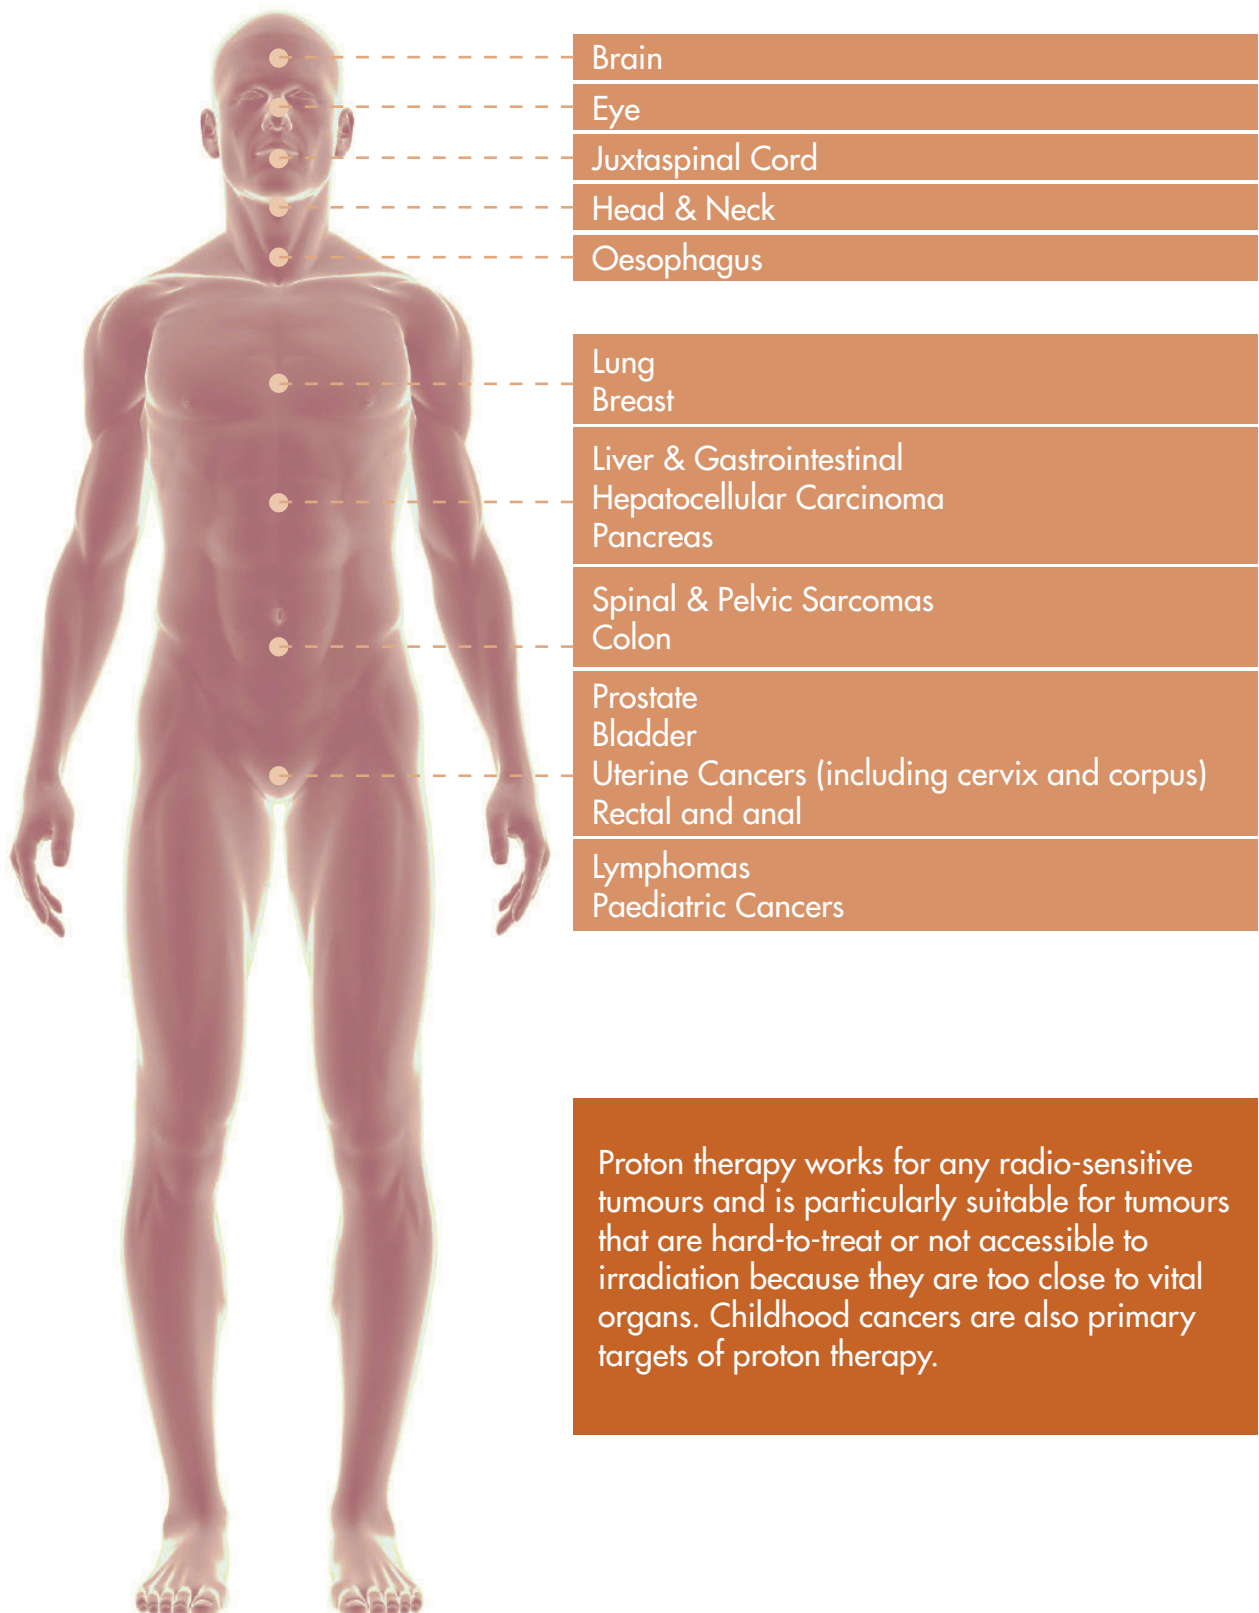 Brain
Eye
Juxtaspinal Cord
Head & Neck
Oesophagus
Lung
Breast
Liver & Gastrointestinal
Hepatocellular Carcinoma
Pancreas
Spinal & Pelvic Sarcomas
Colon
Prostate
Bladder
Uterine Cancers (including cervix and corpus)
Rectal and anal
Lymphomas
Paediatric Cancers
Proton therapy works for any radio-sensitive
tumours and is particularly suitable for tumours
that are hard-to-treat or not accessible to
irradiation because they are too close to vital
organs. Childhood cancers are also primary
targets of proton therapy.